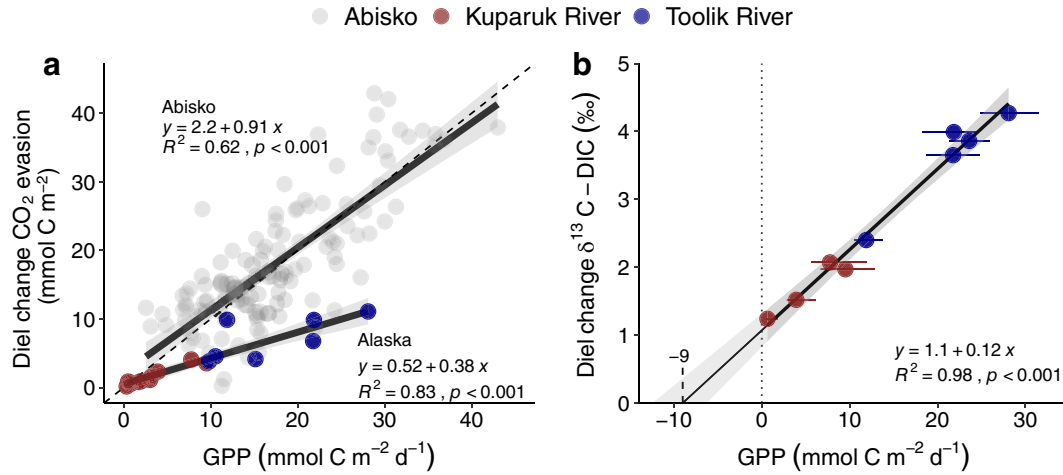 Abisko Kuparuk River Toolik River
a
Diel change CO₂ evasion
(mmol C m⁻²)
40
30
20
10
0
Abisko
y = 2.2 + 0.91 x
R² = 0.62 , p < 0.001
Alaska
y = 0.52 + 0.38 x
R² = 0.83 , p < 0.001
0 10 20 30 40
GPP (mmol C m⁻² d⁻¹)
b
Diel change δ¹³C – DIC (‰)
5
4
3
2
1
0
−9
y = 1.1 + 0.12 x
R² = 0.98 , p < 0.001
−10 0 10 20 30
GPP (mmol C m⁻² d⁻¹)